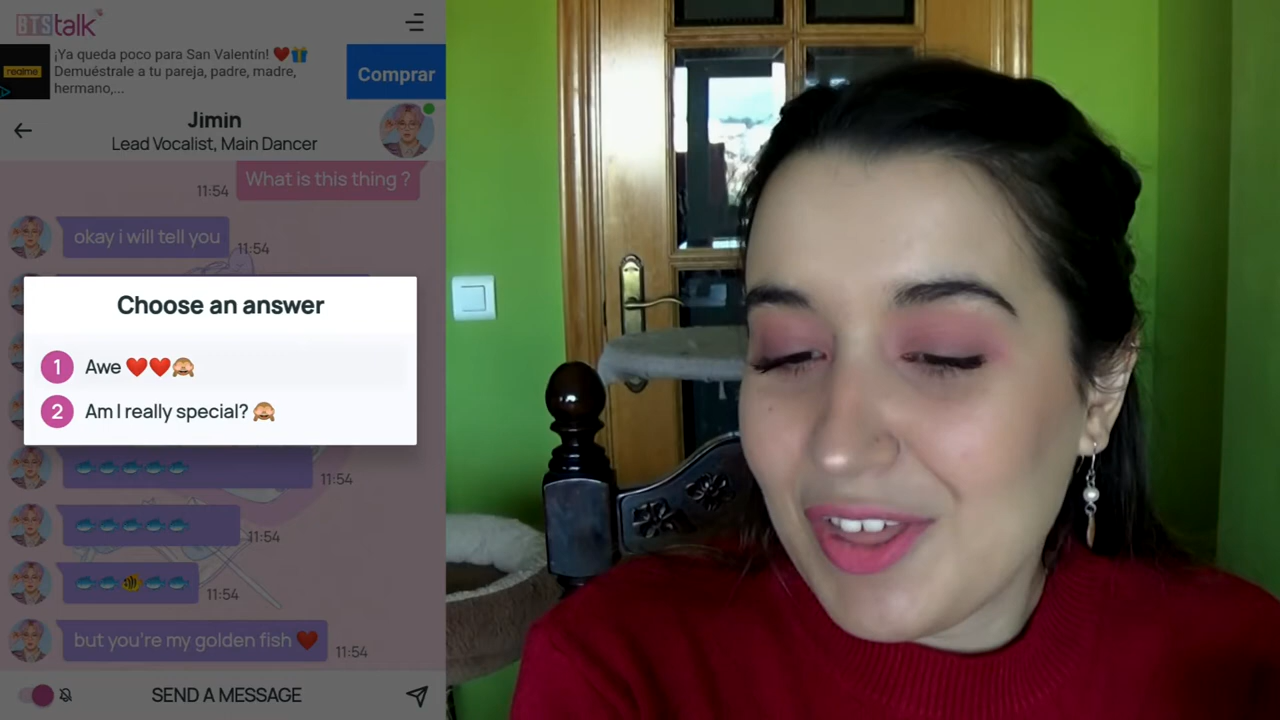 BTStalk
¡Ya queda poco para San Valentín! ❤️🎁
Demuéstrale a tu pareja, padre, madre,
hermano,...
realme
Comprar
Jimin
Lead Vocalist, Main Dancer
What is this thing ?
11:54
okay i will tell you
11:54
Choose an answer
1 Awe ❤️❤️🙈
2 Am I really special? 🙈
🐟🐟🐟🐟🐟
11:54
🐟🐟🐟🐟🐟
11:54
🐟🐟🐠🐟🐟
11:54
but you're my golden fish ❤️
11:54
SEND A MESSAGE